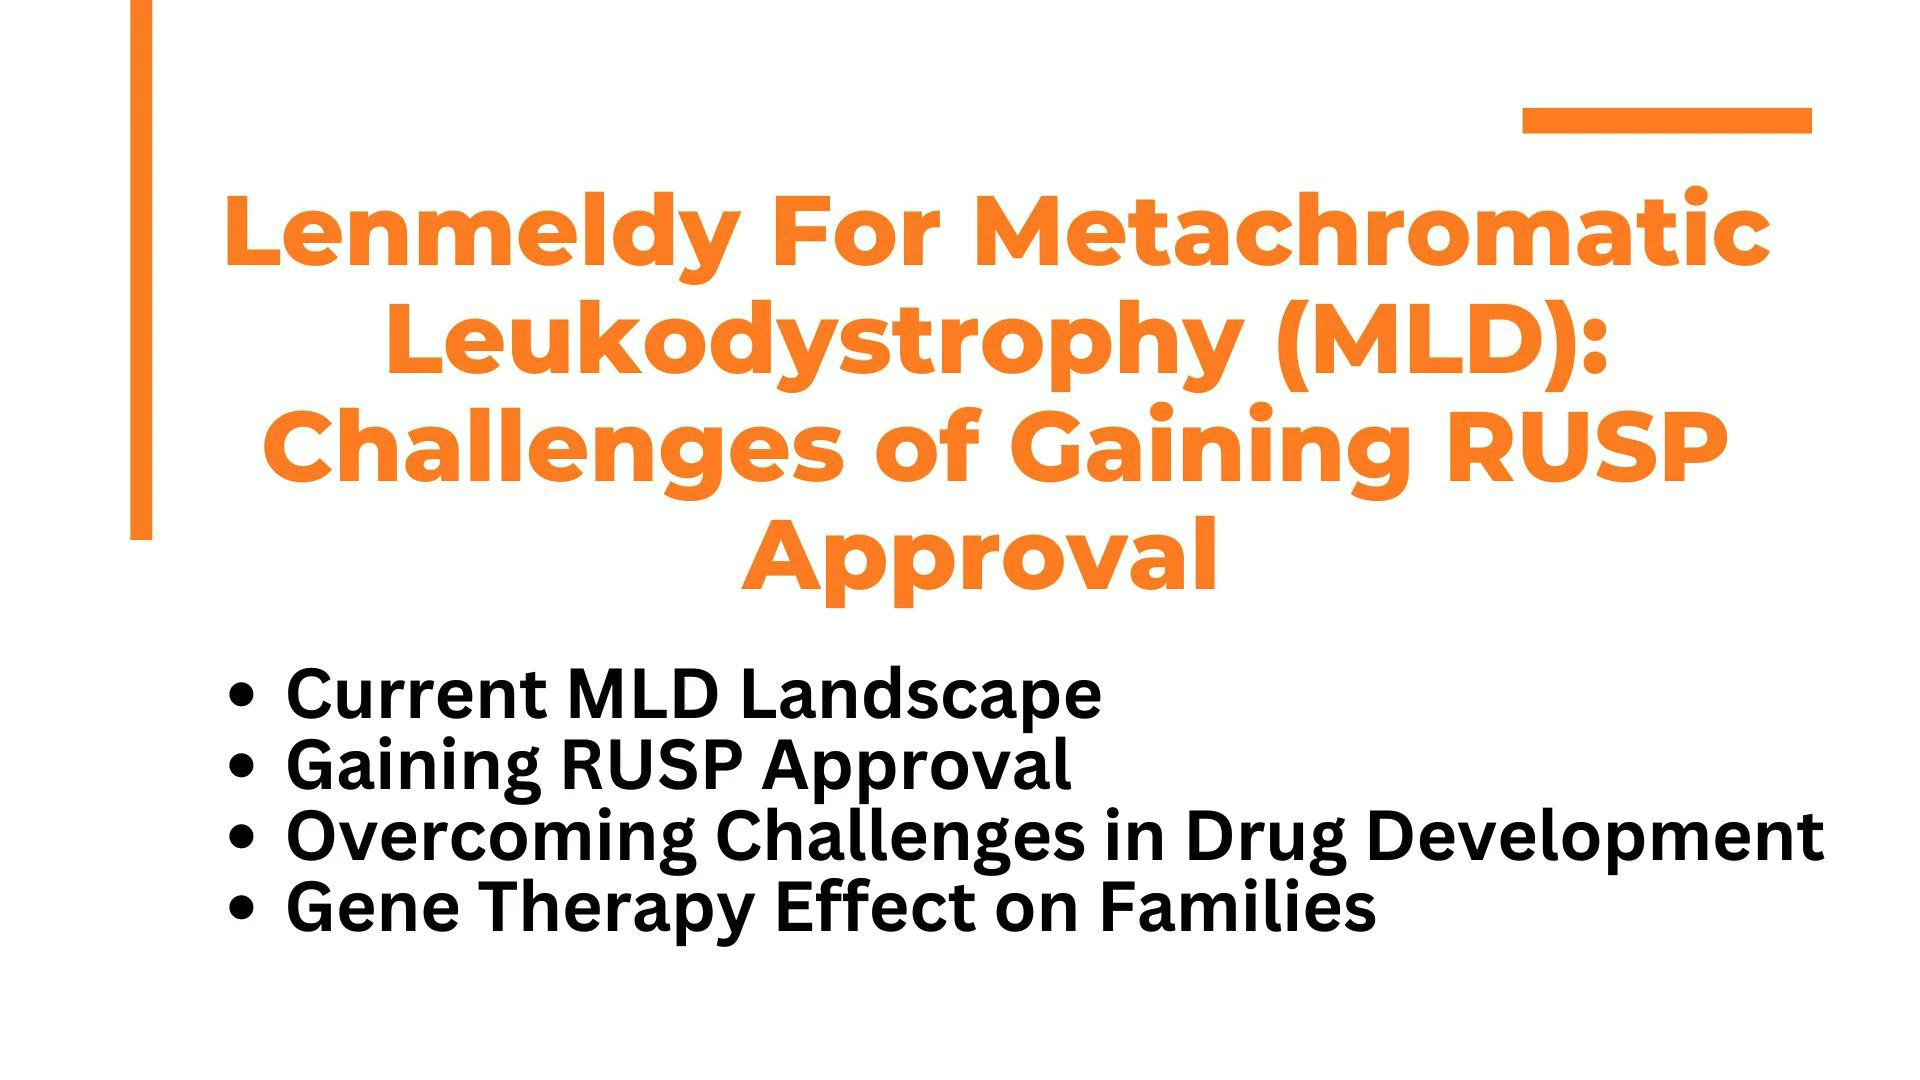 Lenmeldy For Metachromatic
Leukodystrophy (MLD):
Challenges of Gaining RUSP
Approval
• Current MLD Landscape
• Gaining RUSP Approval
• Overcoming Challenges in Drug Development
• Gene Therapy Effect on Families